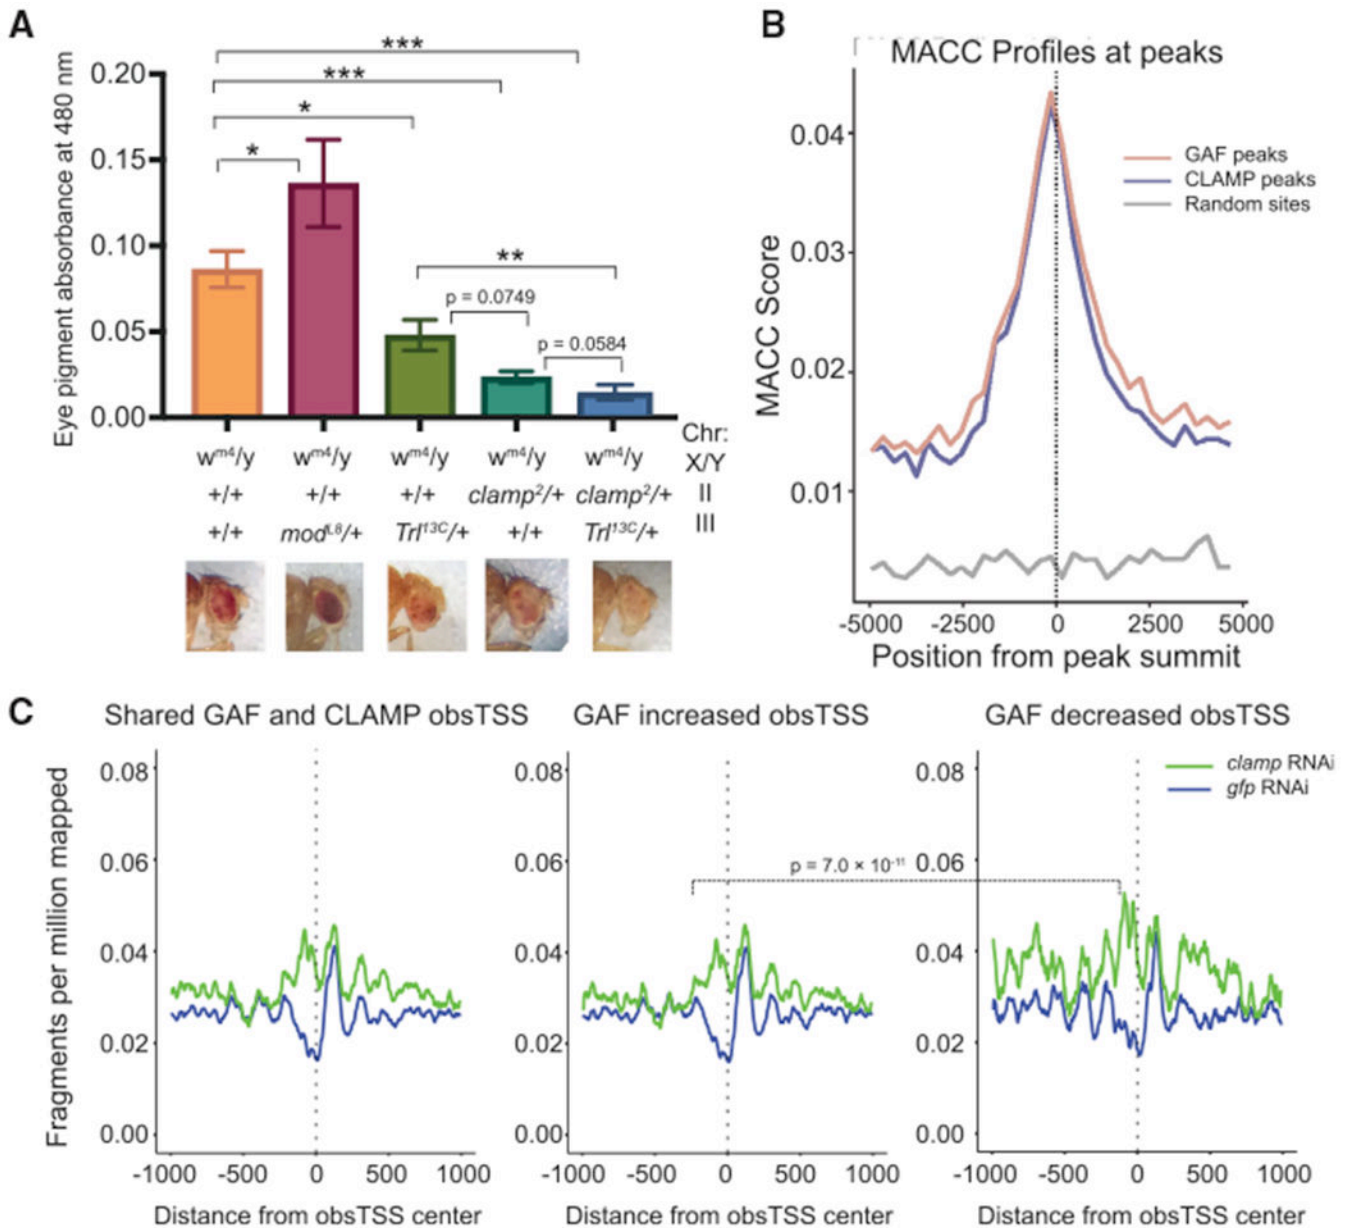 A
Eye pigment absorbance at 480 nm
0.20
0.15
0.10
0.05
0.00
***
***
*
*
**
p = 0.0749
p = 0.0584
Chr:
wᵐ⁴/y wᵐ⁴/y wᵐ⁴/y wᵐ⁴/y wᵐ⁴/y X/Y
+/+ +/+ +/+ clamp²/+ clamp²/+ II
+/+ modᴸ⁸/+ Trl¹³ᶜ/+ +/+ Trl¹³ᶜ/+ III
B
MACC Profiles at peaks
MACC Score
0.04
0.03
0.02
0.01
GAF peaks
CLAMP peaks
Random sites
-5000 -2500 0 2500 5000
Position from peak summit
C
Fragments per million mapped
Shared GAF and CLAMP obsTSS
0.08
0.06
0.04
0.02
0.00
-1000 -500 0 500 1000
Distance from obsTSS center
GAF increased obsTSS
0.08
0.06
0.04
0.02
0.00
-1000 -500 0 500 1000
Distance from obsTSS center
p = 7.0 × 10⁻¹¹
GAF decreased obsTSS
0.08
0.06
0.04
0.02
0.00
clamp RNAi
gfp RNAi
-1000 -500 0 500 1000
Distance from obsTSS center